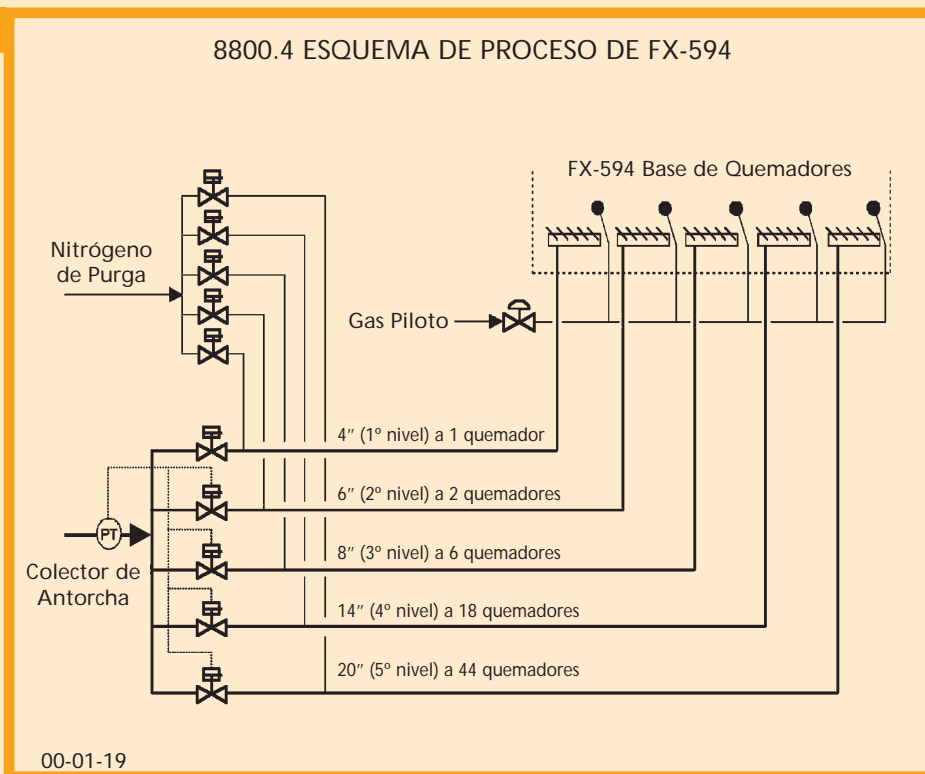 8800.4 ESQUEMA DE PROCESO DE FX-594
FX-594 Base de Quemadores
Nitrógeno
de Purga
Gas Piloto
4″ (1º nivel) a 1 quemador
6″ (2º nivel) a 2 quemadores
PT
8″ (3º nivel) a 6 quemadores
Colector de
Antorcha
14″ (4º nivel) a 18 quemadores
20″ (5º nivel) a 44 quemadores
00-01-19